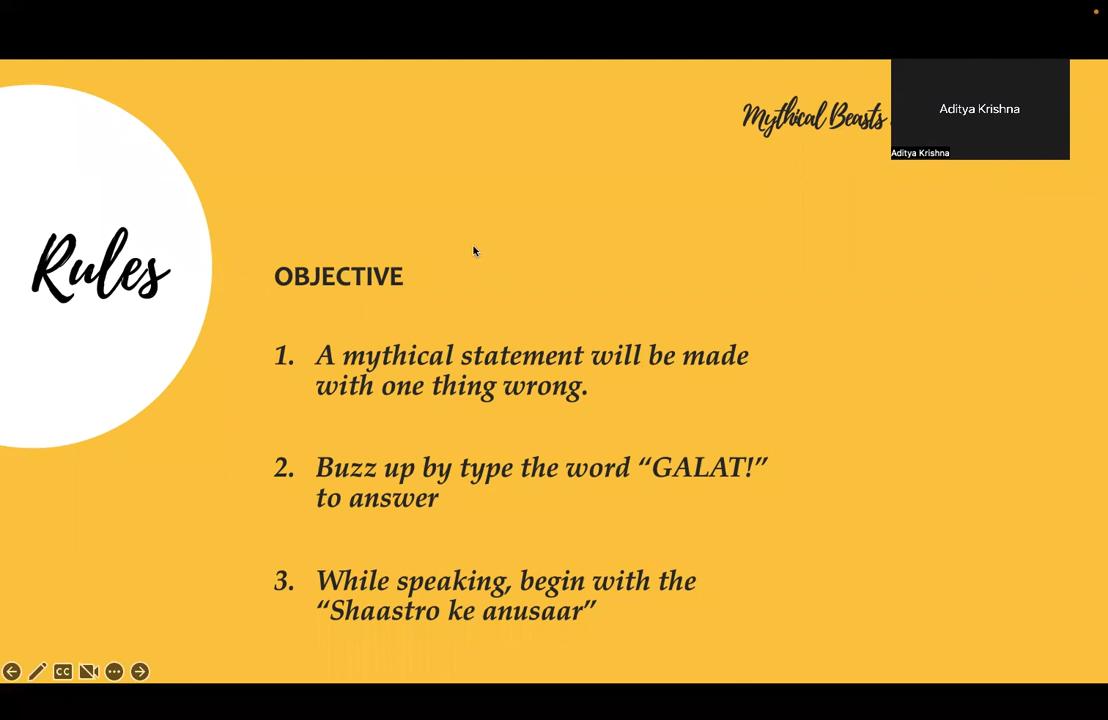 Mythical Beasts
Aditya Krishna
Aditya Krishna
Rules
OBJECTIVE
1. A mythical statement will be made
with one thing wrong.
2. Buzz up by type the word “GALAT!”
to answer
3. While speaking, begin with the
“Shaastro ke anusaar”
CC